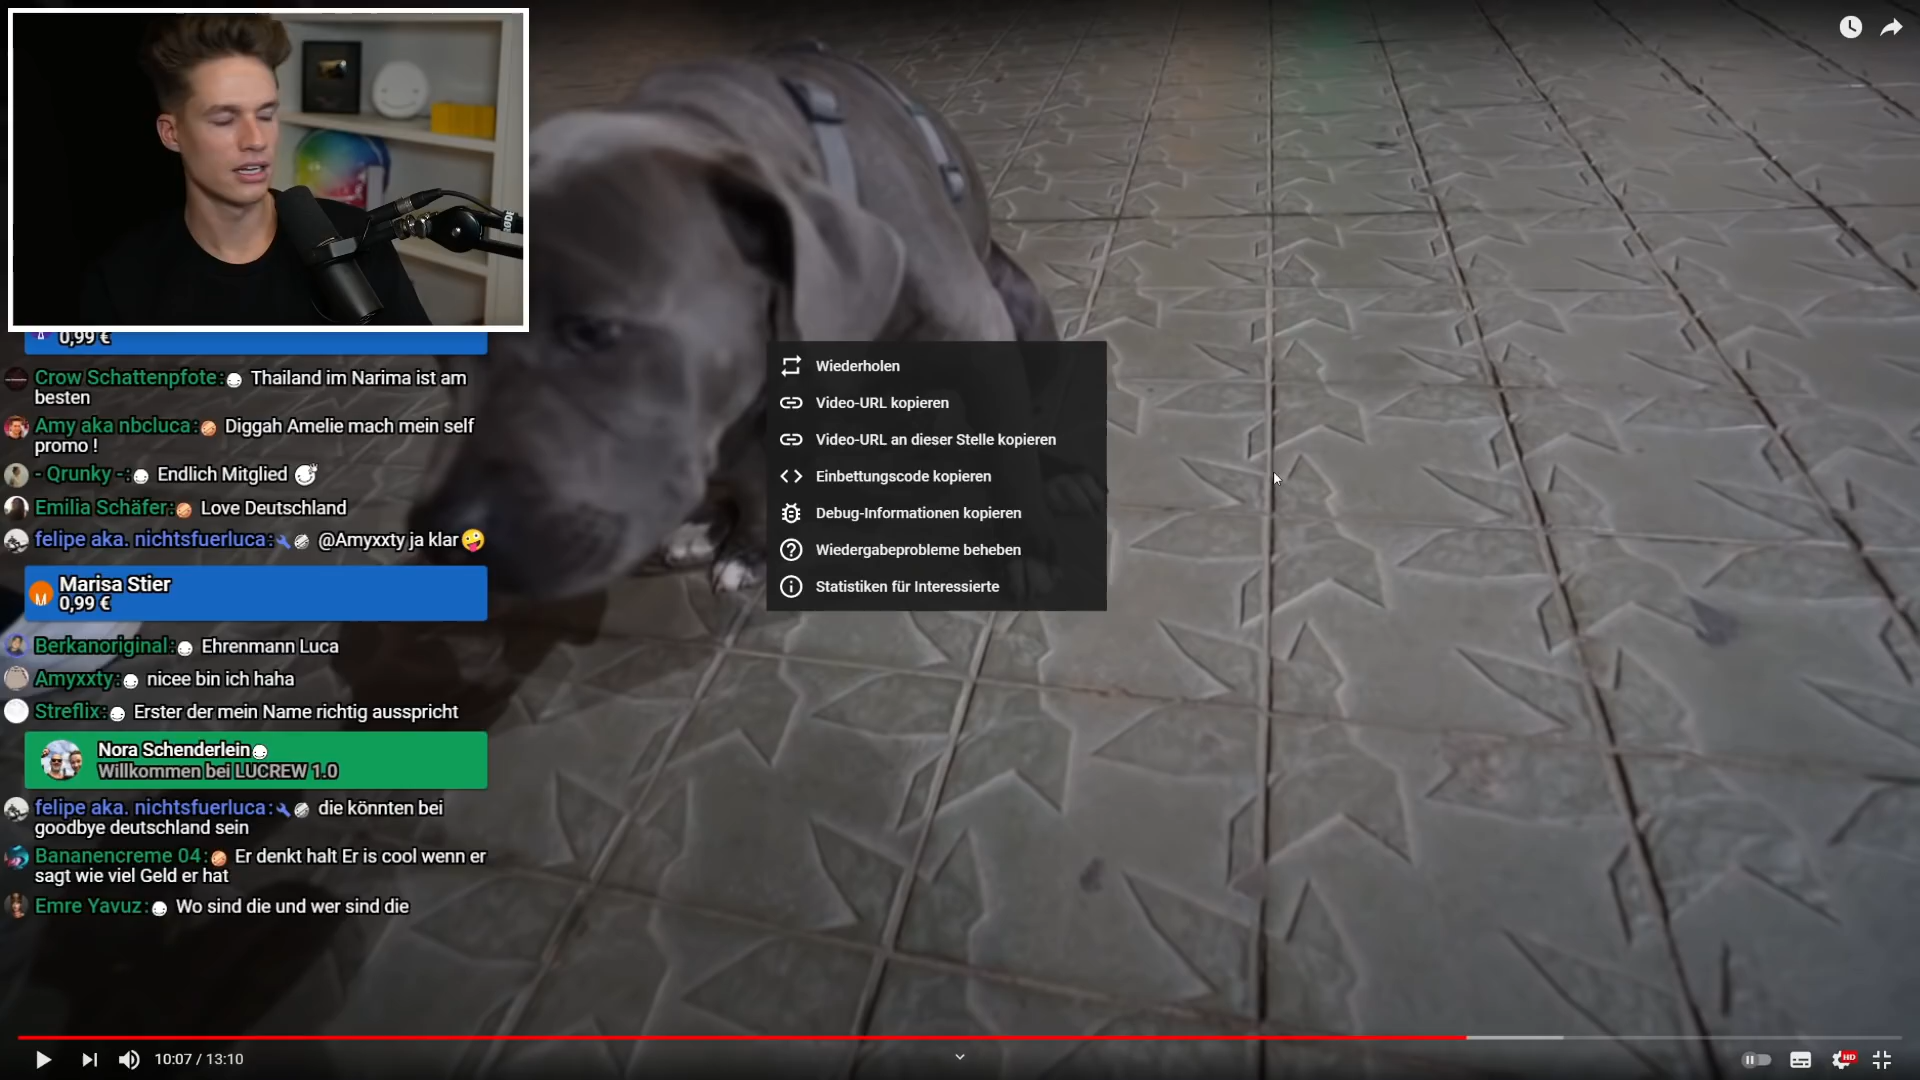 RØDE
0,99 €
Crow Schattenpfote: Thailand im Narima ist am
besten
Amy aka nbcluca: Diggah Amelie mach mein self
promo !
- Qrunky -: Endlich Mitglied
Emilia Schäfer: Love Deutschland
felipe aka. nichtsfuerluca: @Amyxxty ja klar
Marisa Stier
0,99 €
Berkanoriginal: Ehrenmann Luca
Amyxxty: nicee bin ich haha
Streflix: Erster der mein Name richtig ausspricht
Nora Schenderlein
Willkommen bei LUCREW 1.0
felipe aka. nichtsfuerluca: die könnten bei
goodbye deutschland sein
Bananencreme 04: Er denkt halt Er is cool wenn er
sagt wie viel Geld er hat
Emre Yavuz: Wo sind die und wer sind die
Wiederholen
Video-URL kopieren
Video-URL an dieser Stelle kopieren
Einbettungscode kopieren
Debug-Informationen kopieren
Wiedergabeprobleme beheben
Statistiken für Interessierte
10:07 / 13:10
HD